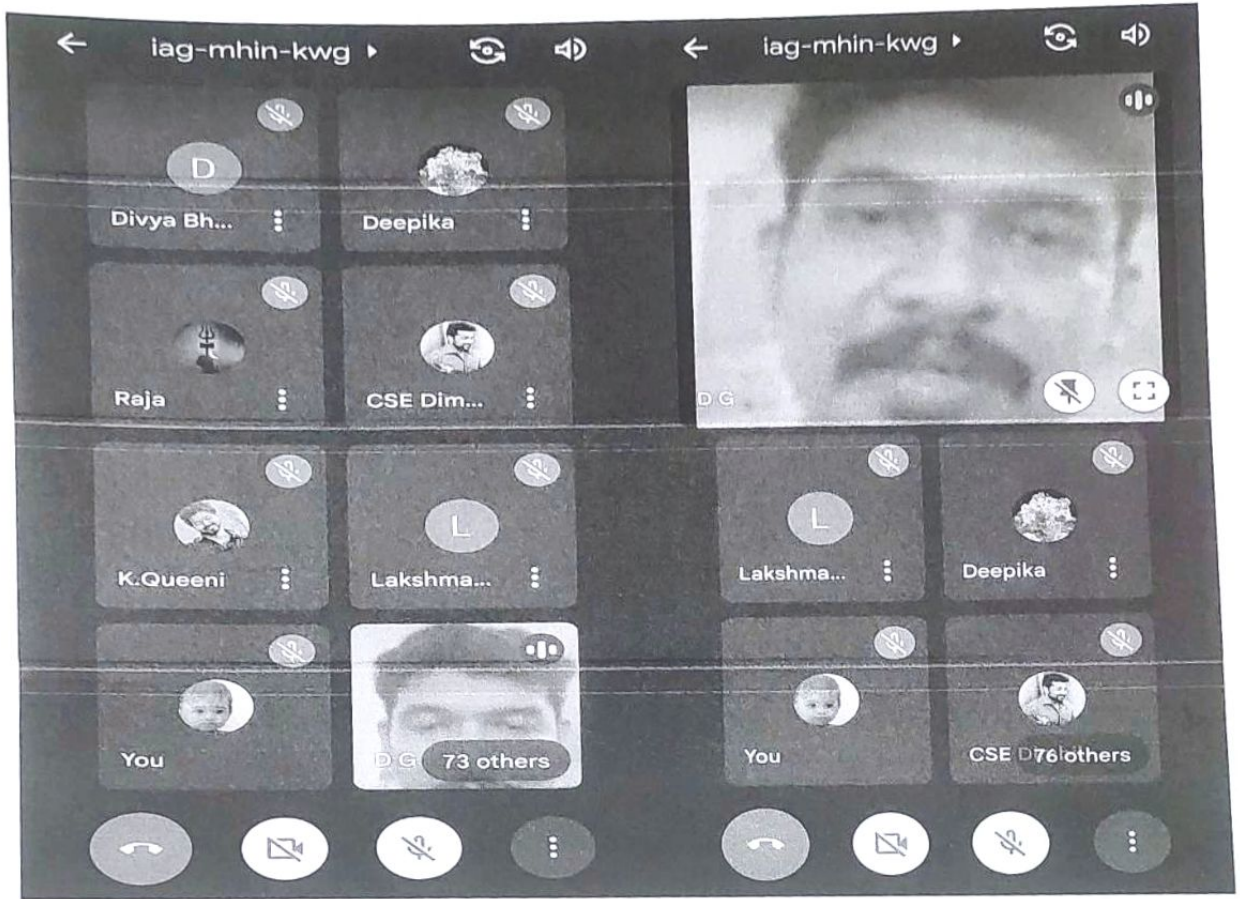 iag-mhin-kwg
D
Divya Bh...
Deepika
Raja
CSE Dim...
K.Queeni
L
Lakshma...
You
D G
73 others
iag-mhin-kwg
D G
L
Lakshma...
Deepika
You
CSE
76 others